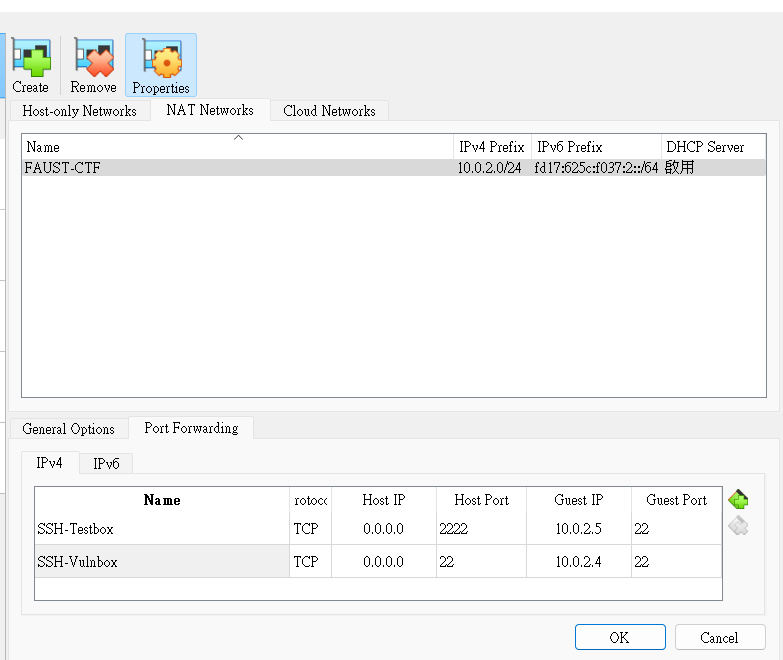 Create Remove Properties
Host-only Networks NAT Networks Cloud Networks
Name IPv4 Prefix IPv6 Prefix DHCP Server
FAUST-CTF 10.0.2.0/24 fd17:625c:f037:2::/64 啟用
General Options Port Forwarding
IPv4 IPv6
Name rotoco Host IP Host Port Guest IP Guest Port
SSH-Testbox TCP 0.0.0.0 2222 10.0.2.5 22
SSH-Vulnbox TCP 0.0.0.0 22 10.0.2.4 22
OK Cancel